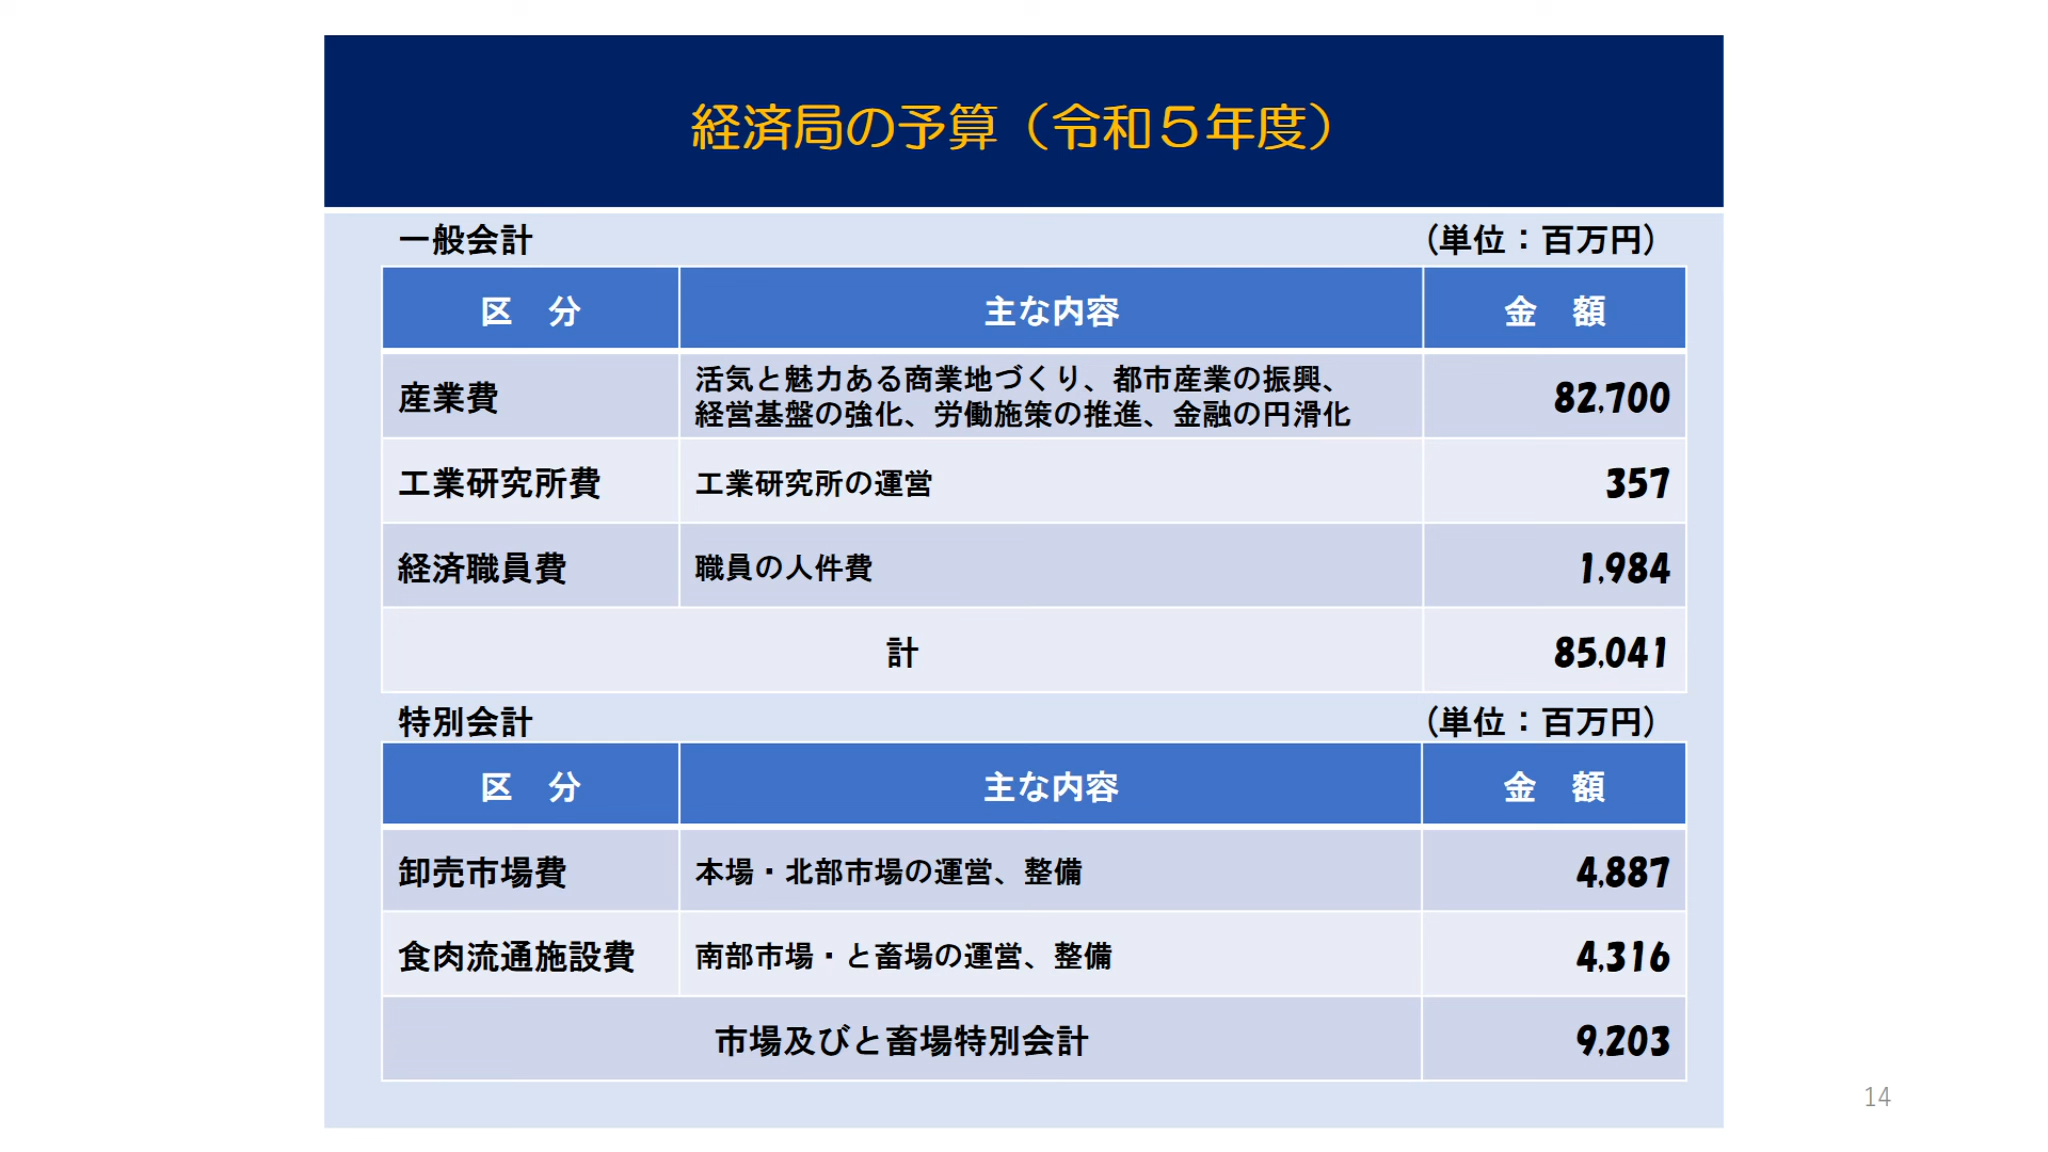 経済局の予算（令和５年度）
一般会計 （単位：百万円）
区　分 主な内容 金　額
産業費 活気と魅力ある商業地づくり、都市産業の振興、
経営基盤の強化、労働施策の推進、金融の円滑化 82,700
工業研究所費 工業研究所の運営 357
経済職員費 職員の人件費 1,984
計 85,041
特別会計 （単位：百万円）
区　分 主な内容 金　額
卸売市場費 本場・北部市場の運営、整備 4,887
食肉流通施設費 南部市場・と畜場の運営、整備 4,316
市場及びと畜場特別会計 9,203
14